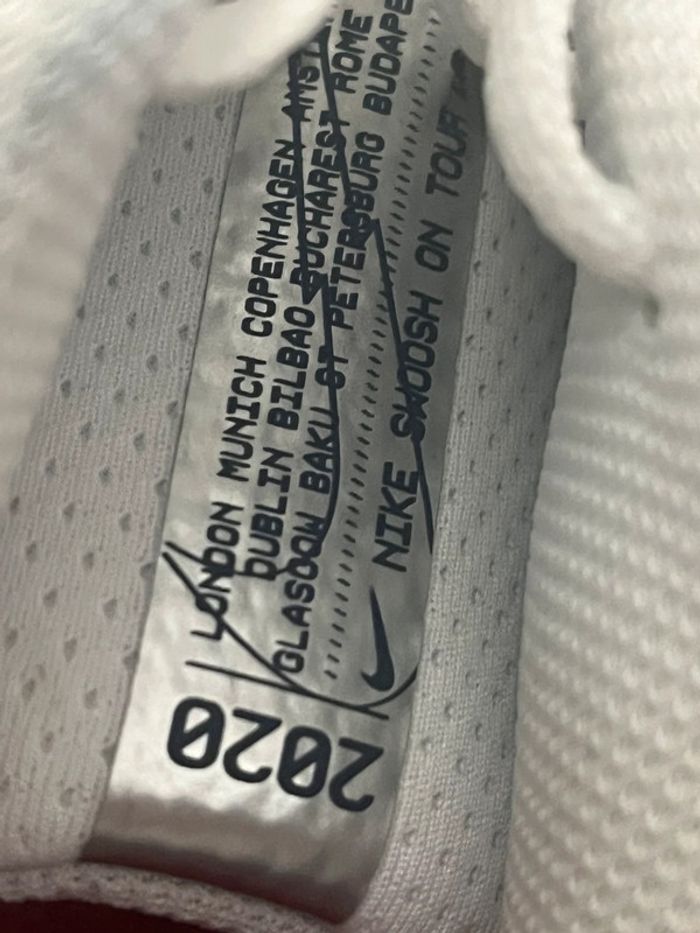 LONDON MUNICH COPENHAGEN AMST
DUBLIN BILBAO BUCHAREST ROME
GLASGOW BAKU ST PETERSBURG BUDAPE
NIKE SWOOSH ON TOUR
2020